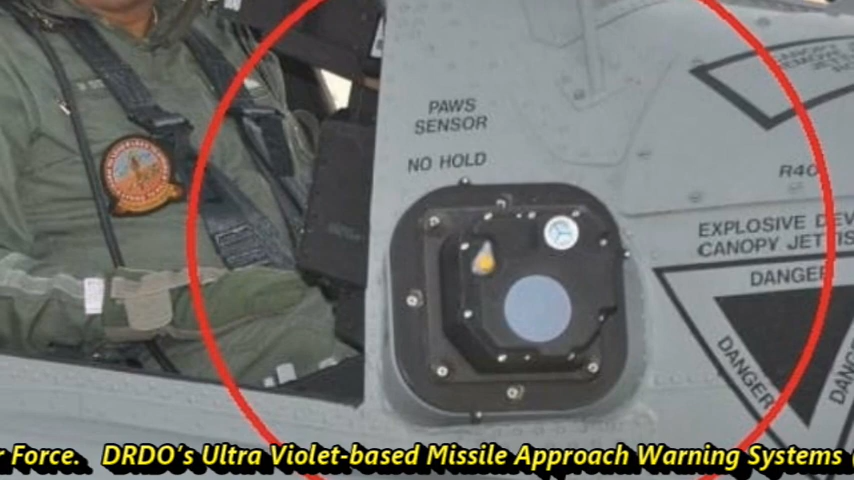 PAWS
SENSOR
NO HOLD
R40
EXPLOSIVE DEV
CANOPY JETTIS
DANGER
DANGER
DANG
r Force. DRDO’s Ultra Violet-based Missile Approach Warning Systems (